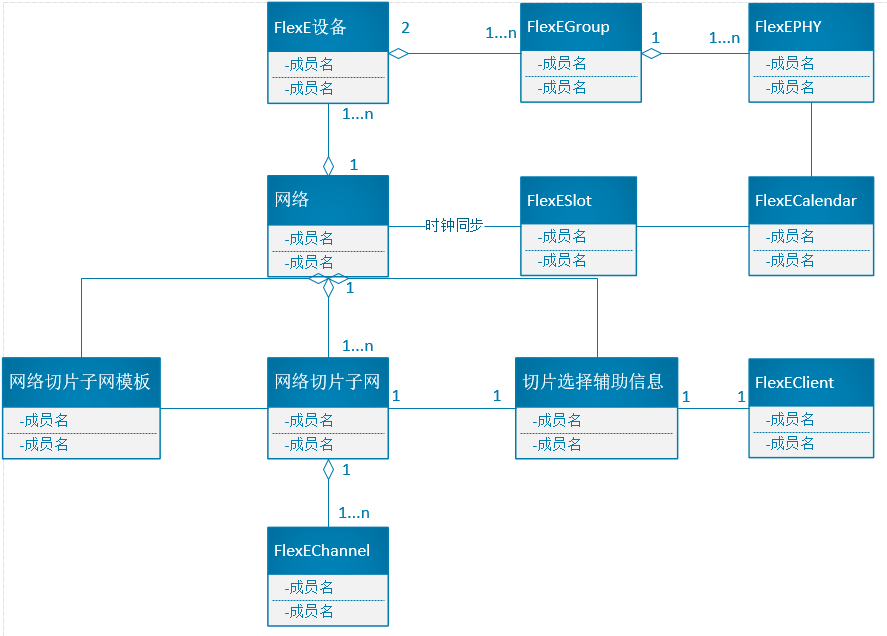 FlexE设备
-成员名
-成员名
2
1...n
FlexEGroup
-成员名
-成员名
1
1...n
FlexEPHY
-成员名
-成员名
1...n
1
网络
-成员名
-成员名
时钟同步
FlexESlot
-成员名
-成员名
FlexECalendar
-成员名
-成员名
1
1...n
网络切片子网模板
-成员名
-成员名
网络切片子网
-成员名
-成员名
1
1
切片选择辅助信息
-成员名
-成员名
1
1
FlexEClient
-成员名
-成员名
1
1...n
FlexEChannel
-成员名
-成员名